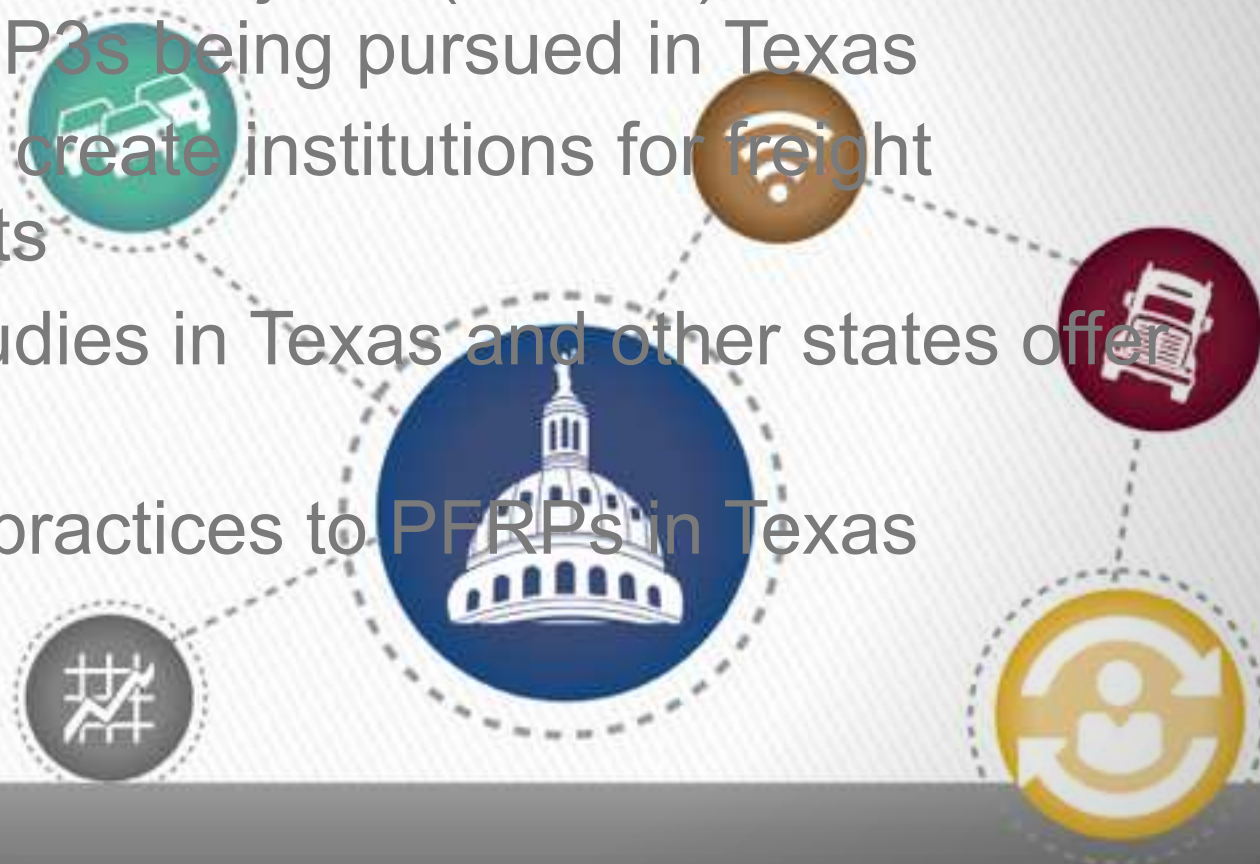 P3s being pursued in Texas
create institutions for freight
ts
udies in Texas and other states offer
practices to PFRPs in Texas